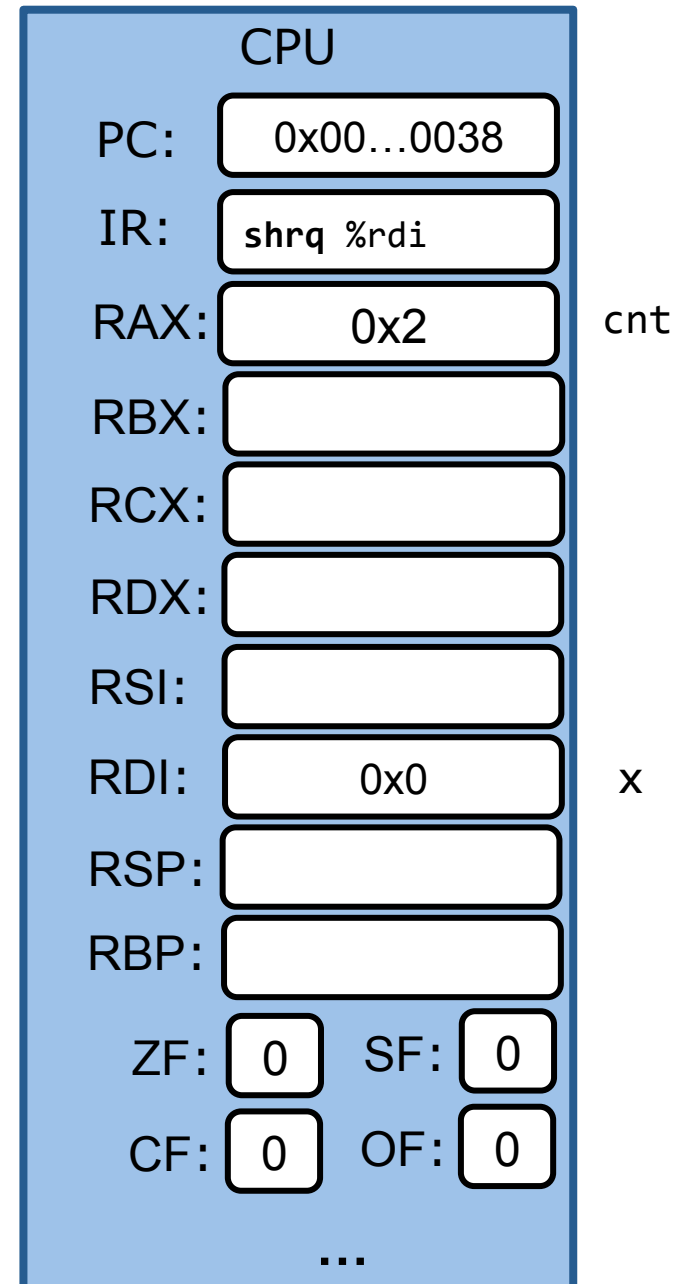 CPU
PC: 0x00...0038
IR: shrq %rdi
RAX: 0x2 cnt
RBX:
RCX:
RDX:
RSI:
RDI: 0x0 x
RSP:
RBP:
ZF: 0 SF: 0
CF: 0 OF: 0
...